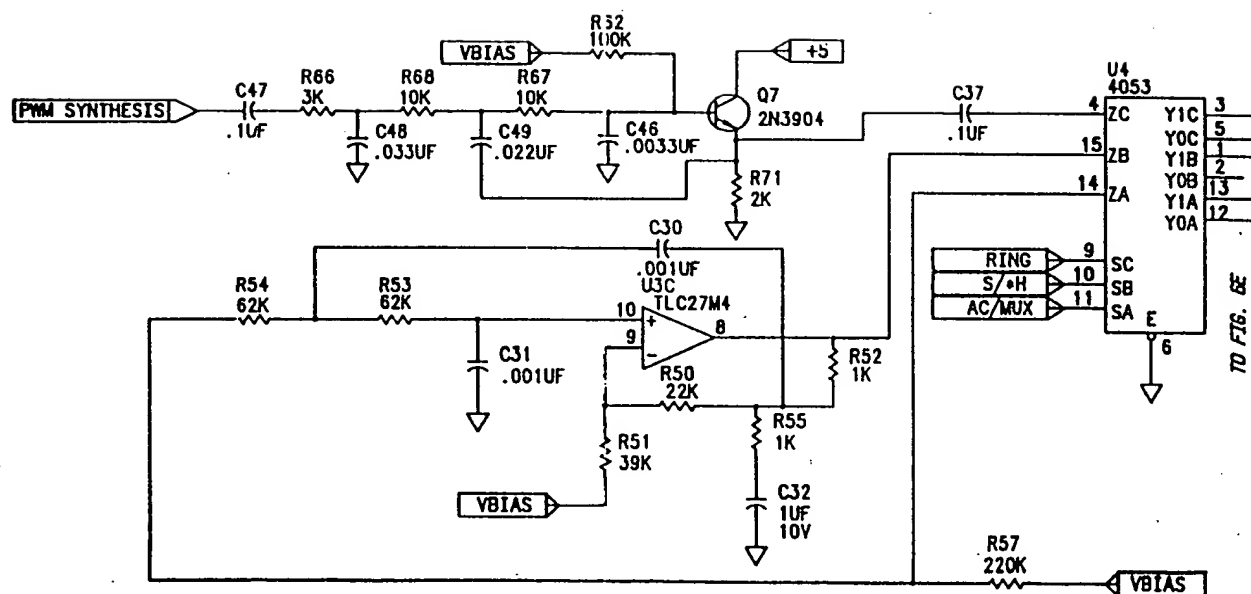 R62
100K
VBIAS
+5
U4
4053
C47
R66
3K
R68
10K
R67
10K
PWM SYNTHESIS
.1UF
C48
.033UF
C49
.022UF
C46
.0033UF
Q7
2N3904
C37
.1UF
R71
2K
4
ZC
Y1C
3
Y0C
5
15
ZB
Y1B
1
Y0B
2
14
ZA
Y1A
13
Y0A
12
RING
9
SC
S/*H
10
SB
AC/MUX
11
SA
E
6
TO FIG. 6E
C30
.001UF
U3C
TLC27M4
R54
62K
R53
62K
10
+
9
-
8
C31
.001UF
R50
22K
R52
1K
R55
1K
R51
39K
VBIAS
C32
1UF
10V
R57
220K
VBIAS